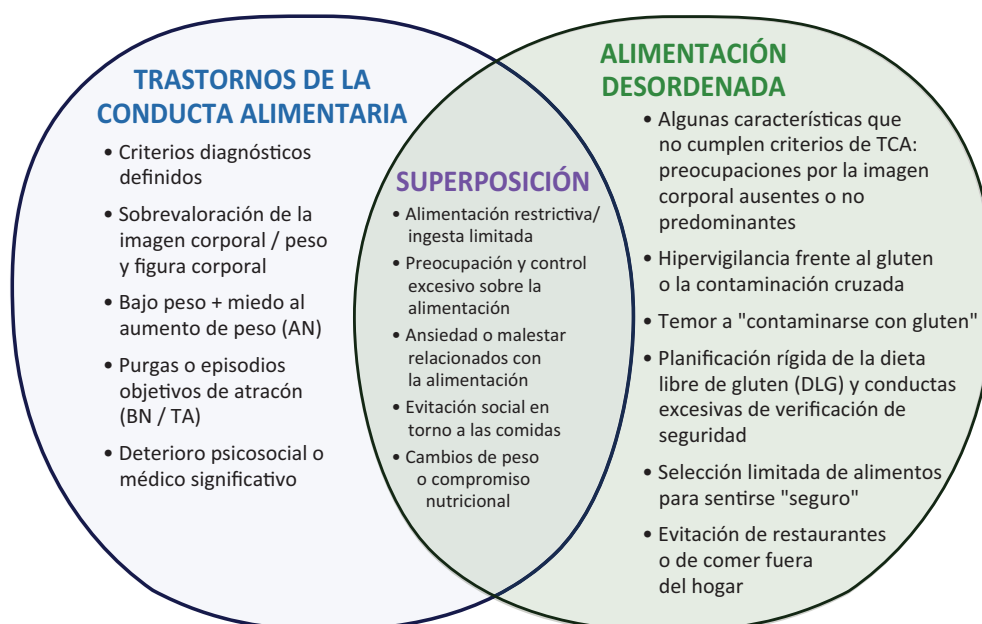 TRASTORNOS DE LA
CONDUCTA ALIMENTARIA
• Criterios diagnósticos
definidos
• Sobrevaloración de la
imagen corporal / peso
y figura corporal
• Bajo peso + miedo al
aumento de peso (AN)
• Purgas o episodios
objetivos de atracón
(BN / TA)
• Deterioro psicosocial o
médico significativo
SUPERPOSICIÓN
• Alimentación restrictiva/
ingesta limitada
• Preocupación y control
excesivo sobre la
alimentación
• Ansiedad o malestar
relacionados con
la alimentación
• Evitación social en
torno a las comidas
• Cambios de peso
o compromiso
nutricional
ALIMENTACIÓN
DESORDENADA
• Algunas características que
no cumplen criterios de TCA:
preocupaciones por la imagen
corporal ausentes o no
predominantes
• Hipervigilancia frente al gluten
o la contaminación cruzada
• Temor a "contaminarse con gluten"
• Planificación rígida de la dieta
libre de gluten (DLG) y conductas
excesivas de verificación de
seguridad
• Selección limitada de alimentos
para sentirse "seguro"
• Evitación de restaurantes
o de comer fuera
del hogar